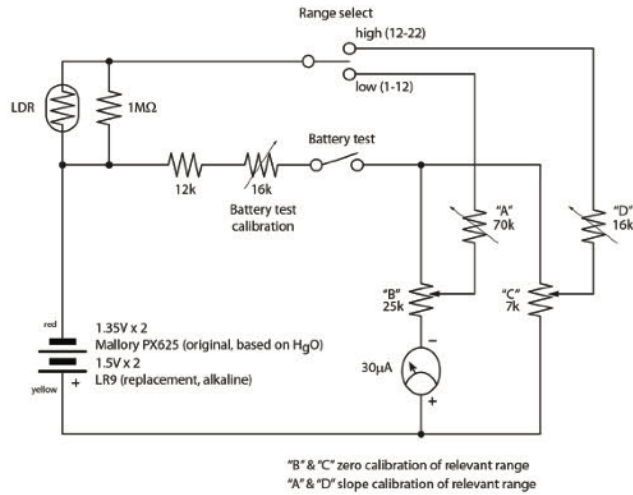 Range select
high (12-22)
low (1-12)
LDR
1MΩ
Battery test
12k
16k
Battery test
calibration
"A"
70k
"D"
16k
"B"
25k
"C"
7k
red
1.35V x 2
Mallory PX625 (original, based on HgO)
1.5V x 2
LR9 (replacement, alkaline)
yellow
+
−
30μA
+
"B" & "C" zero calibration of relevant range
"A" & "D" slope calibration of relevant range